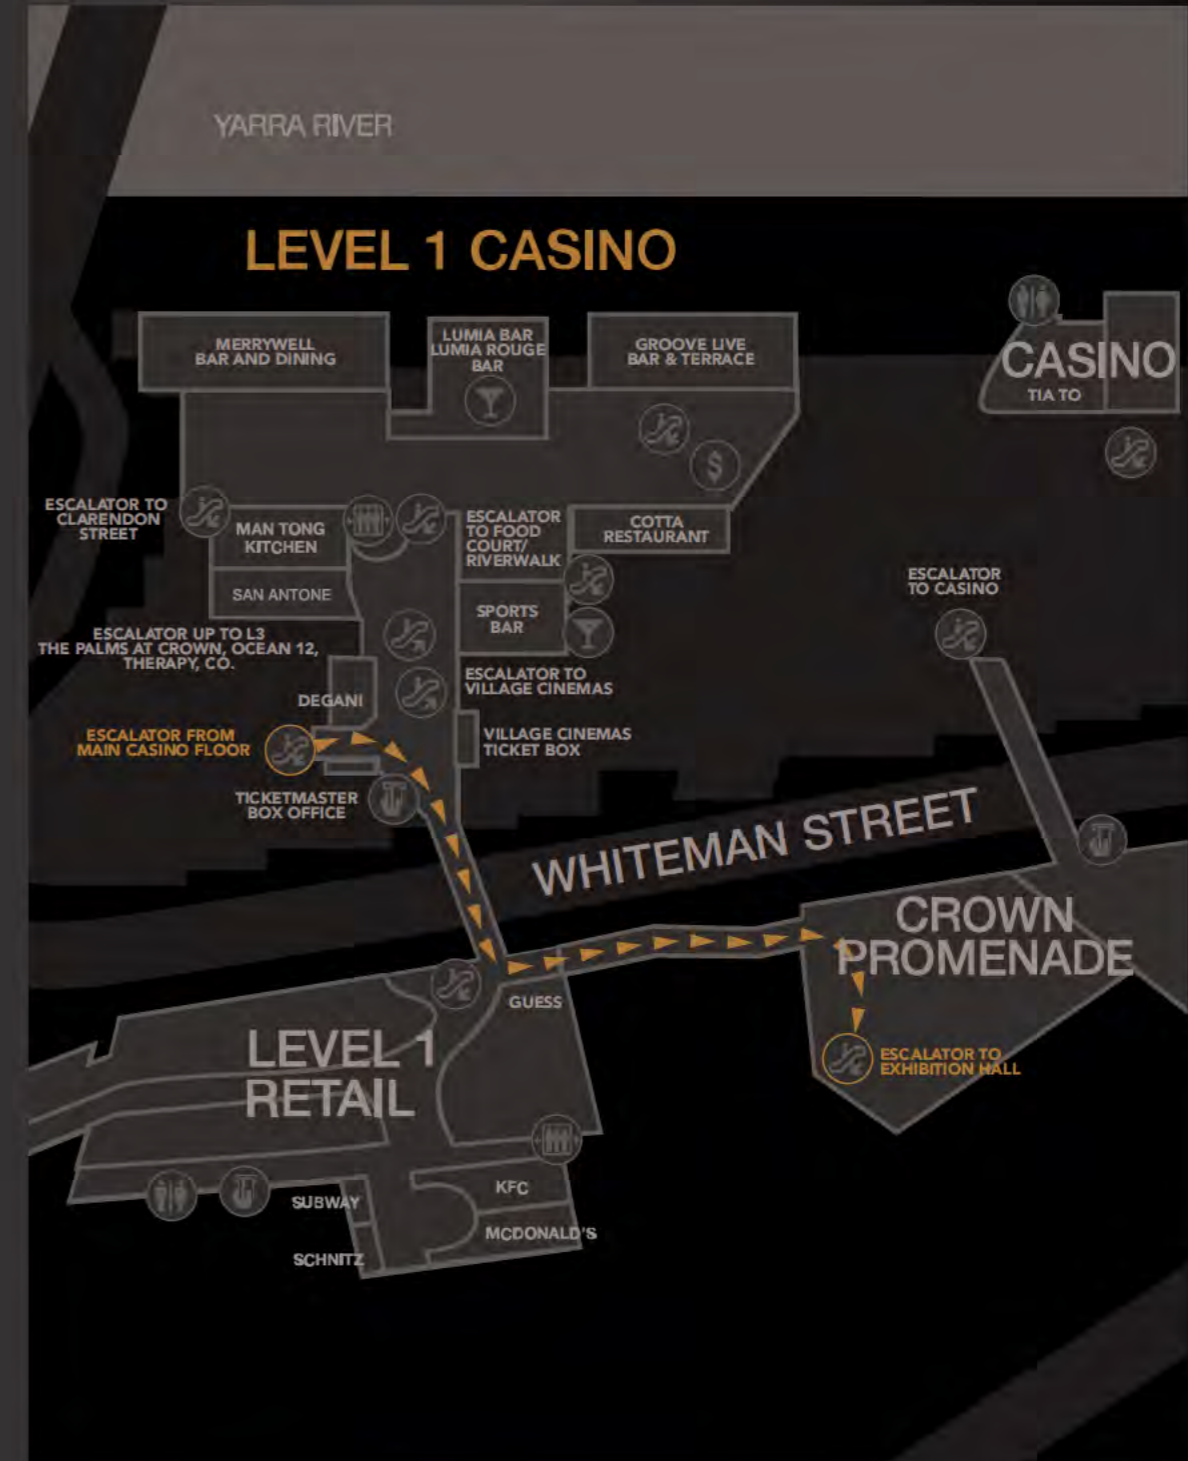 YARRA RIVER
LEVEL 1 CASINO
MERRYWELL
BAR AND DINING
LUMIA BAR
LUMIA ROUGE
BAR
GROOVE LIVE
BAR & TERRACE
CASINO
TIA TO
$
ESCALATOR TO
CLARENDON
STREET
MAN TONG
KITCHEN
ESCALATOR
TO FOOD
COURT/
RIVERWALK
COTTA
RESTAURANT
SAN ANTONE
SPORTS
BAR
ESCALATOR
TO CASINO
ESCALATOR UP TO L3
THE PALMS AT CROWN, OCEAN 12,
THERAPY, CO.
ESCALATOR TO
VILLAGE CINEMAS
DEGANI
ESCALATOR FROM
MAIN CASINO FLOOR
VILLAGE CINEMAS
TICKET BOX
TICKETMASTER
BOX OFFICE
WHITEMAN STREET
CROWN
PROMENADE
GUESS
LEVEL 1
RETAIL
ESCALATOR TO
EXHIBITION HALL
SUBWAY
KFC
MCDONALD'S
SCHNITZ